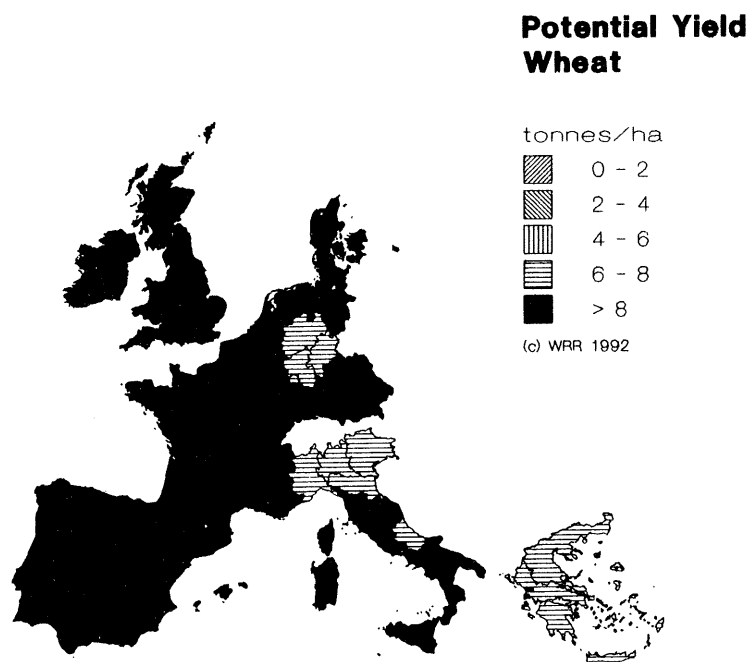 Potential Yield
Wheat
tonnes/ha
0 - 2
2 - 4
4 - 6
6 - 8
> 8
(c) WRR 1992